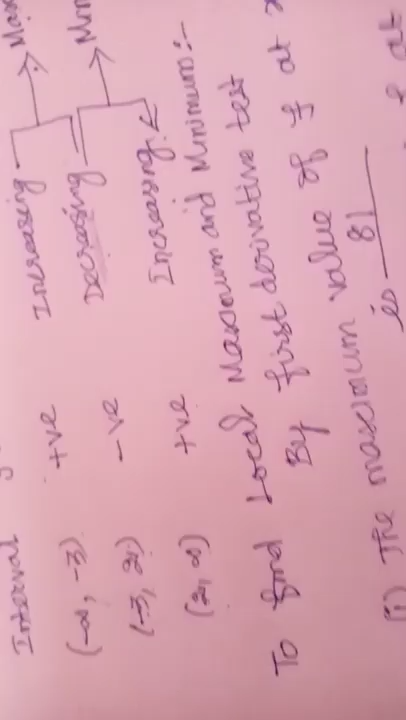 Interval
(-∞, -3) +ve Increasing → Max
(-3, 2) -ve Decreasing → Min
(2, ∞) +ve Increasing
To find Local Maximum and Minimum:-
By first derivative test
(i) The maximum value of f at
is 81